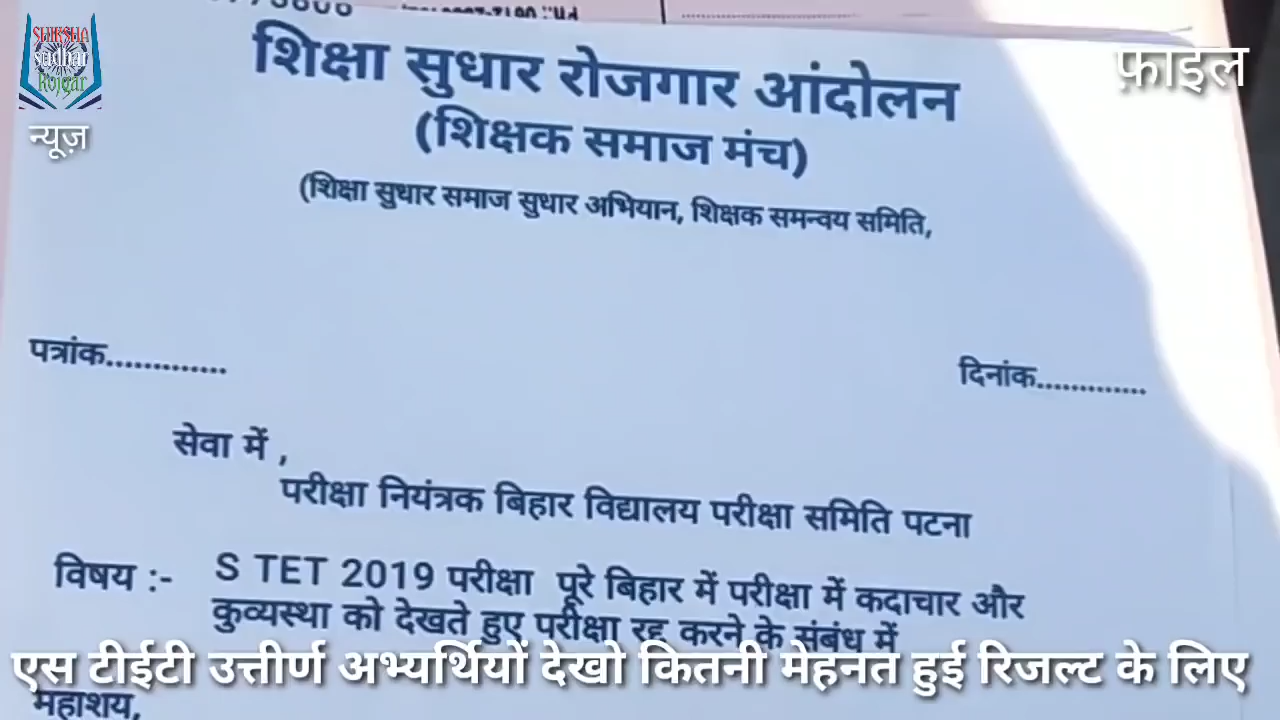 SHIKSHA
sudhar
Rojgar
न्यूज़
फ़ाइल
शिक्षा सुधार रोजगार आंदोलन
(शिक्षक समाज मंच)
(शिक्षा सुधार समाज सुधार अभियान, शिक्षक समन्वय समिति,
पत्रांक............. दिनांक.............
सेवा में ,
परीक्षा नियंत्रक बिहार विद्यालय परीक्षा समिति पटना
विषय :- S TET 2019 परीक्षा पूरे बिहार में परीक्षा में कदाचार और
कुव्यस्था को देखते हुए परीक्षा रद्द करने के संबंध में
एस टीईटी उत्तीर्ण अभ्यर्थियों देखो कितनी मेहनत हुई रिजल्ट के लिए
महाशय,